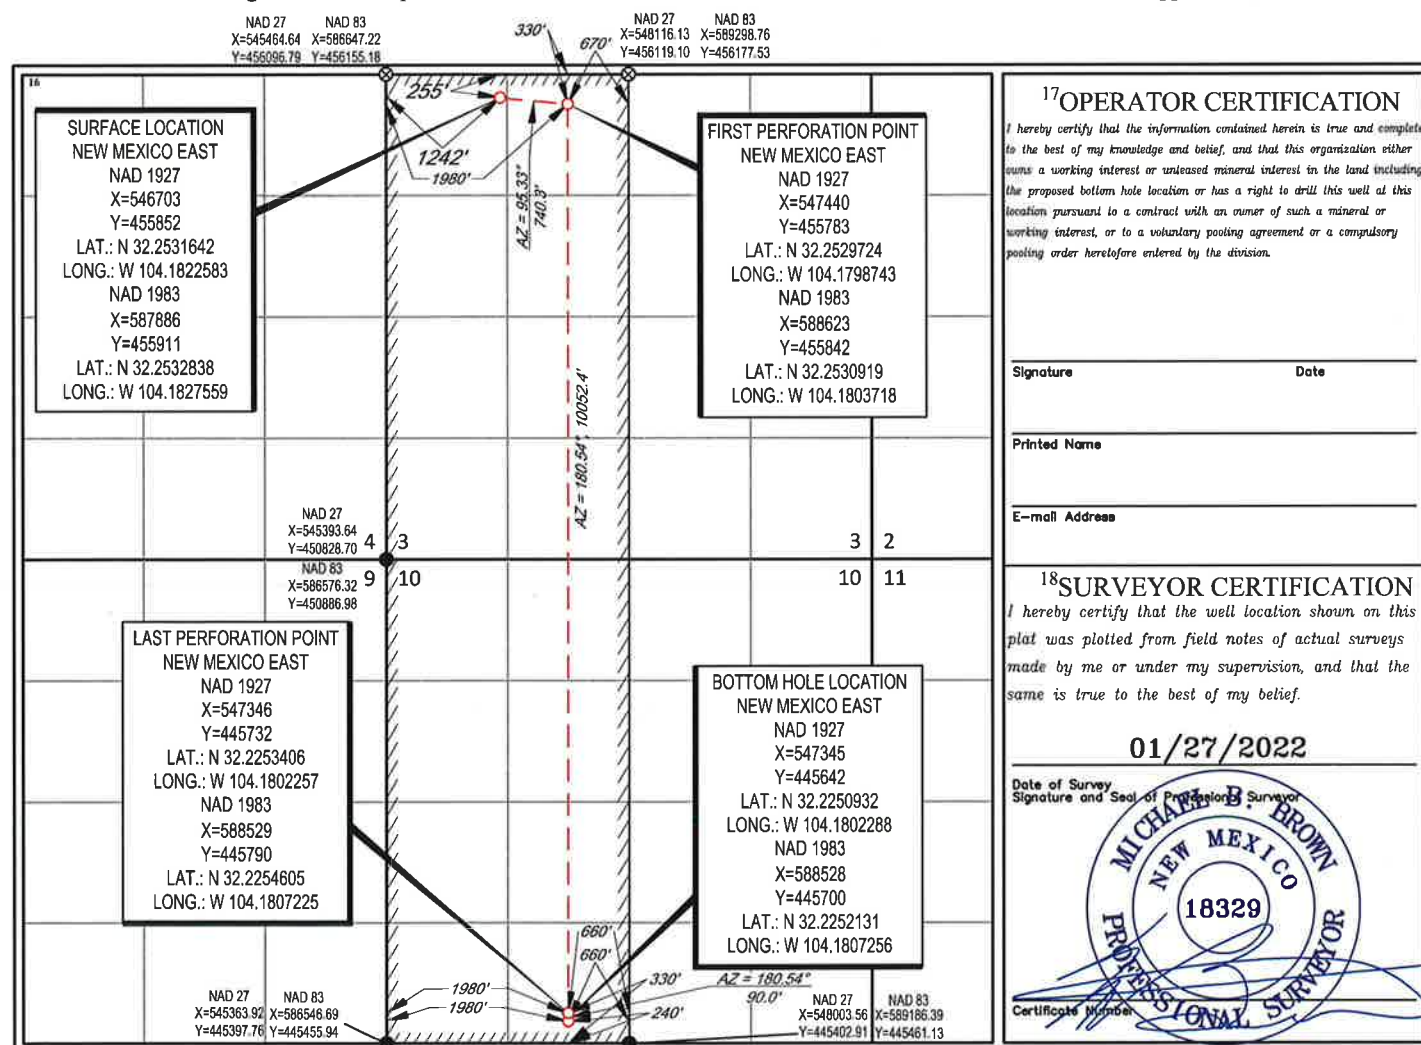 NAD 27 NAD 83
X=545464.64 X=586647.22
Y=456096.79 Y=456155.18
330'
670'
NAD 27 NAD 83
X=548116.13 X=589298.76
Y=456119.10 Y=456177.53
16
255'
1242'
1980'
AZ = 95.33°
740.3'
SURFACE LOCATION
NEW MEXICO EAST
NAD 1927
X=546703
Y=455852
LAT.: N 32.2531642
LONG.: W 104.1822583
NAD 1983
X=587886
Y=455911
LAT.: N 32.2532838
LONG.: W 104.1827559
FIRST PERFORATION POINT
NEW MEXICO EAST
NAD 1927
X=547440
Y=455783
LAT.: N 32.2529724
LONG.: W 104.1798743
NAD 1983
X=588623
Y=455842
LAT.: N 32.2530919
LONG.: W 104.1803718
AZ = 180.54°, 10052.4'
NAD 27
X=545393.64
Y=450828.70
4 3
3 2
NAD 83
X=586576.32
Y=450886.98
9 10
10 11
LAST PERFORATION POINT
NEW MEXICO EAST
NAD 1927
X=547346
Y=445732
LAT.: N 32.2253406
LONG.: W 104.1802257
NAD 1983
X=588529
Y=445790
LAT.: N 32.2254605
LONG.: W 104.1807225
BOTTOM HOLE LOCATION
NEW MEXICO EAST
NAD 1927
X=547345
Y=445642
LAT.: N 32.2250932
LONG.: W 104.1802288
NAD 1983
X=588528
Y=445700
LAT.: N 32.2252131
LONG.: W 104.1807256
660'
660'
1980'
1980'
330'
240'
AZ = 180.54°
90.0'
NAD 27 NAD 83
X=545363.92 X=586546.69
Y=445397.76 Y=445455.94
NAD 27 NAD 83
X=548003.56 X=589186.39
Y=445402.91 Y=445461.13
17OPERATOR CERTIFICATION
I hereby certify that the information contained herein is true and complete
to the best of my knowledge and belief, and that this organization either
owns a working interest or unleased mineral interest in the land including
the proposed bottom hole location or has a right to drill this well at this
location pursuant to a contract with an owner of such a mineral or
working interest, or to a voluntary pooling agreement or a compulsory
pooling order heretofore entered by the division.
Signature Date
Printed Name
E-mail Address
18SURVEYOR CERTIFICATION
I hereby certify that the well location shown on this
plat was plotted from field notes of actual surveys
made by me or under my supervision, and that the
same is true to the best of my belief.
01/27/2022
Date of Survey
Signature and Seal of Professional Surveyor
MICHAEL B. BROWN
NEW MEXICO
18329
PROFESSIONAL SURVEYOR
Certificate Number